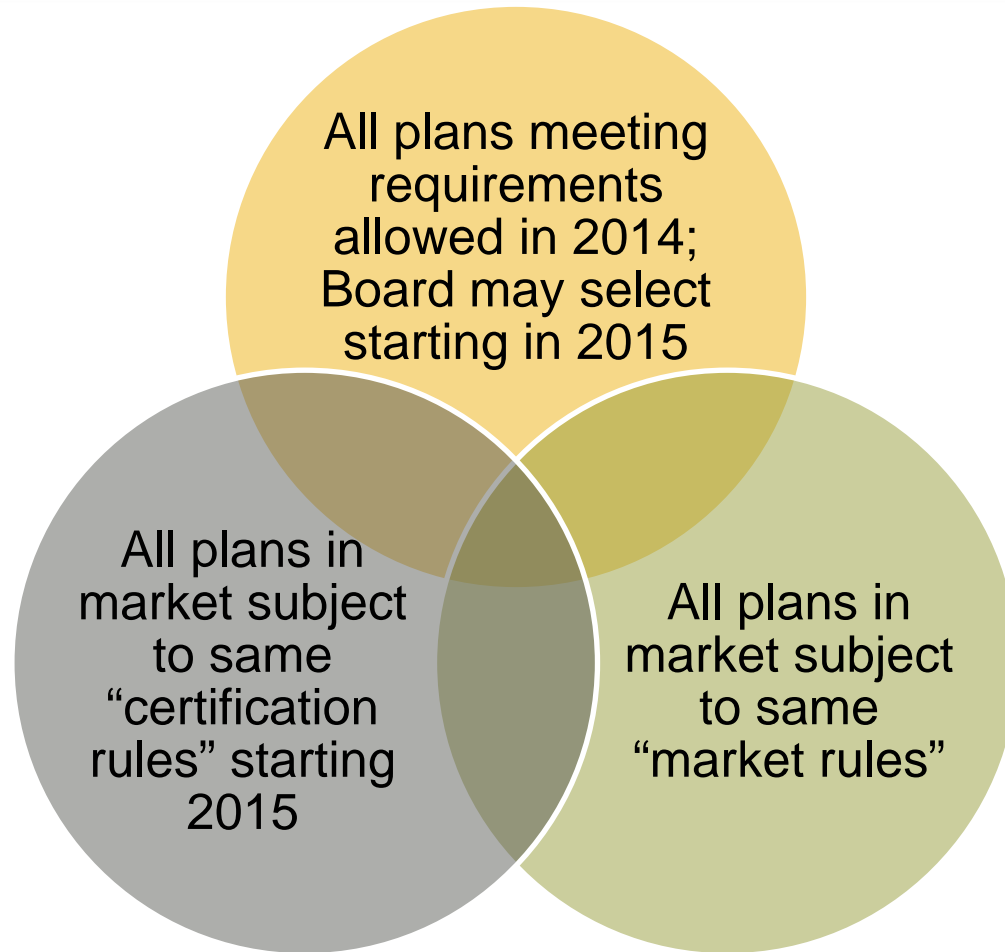 All plans meeting
requirements
allowed in 2014;
Board may select
starting in 2015
All plans in
market subject
to same
“certification
rules” starting
2015
All plans in
market subject
to same
“market rules”